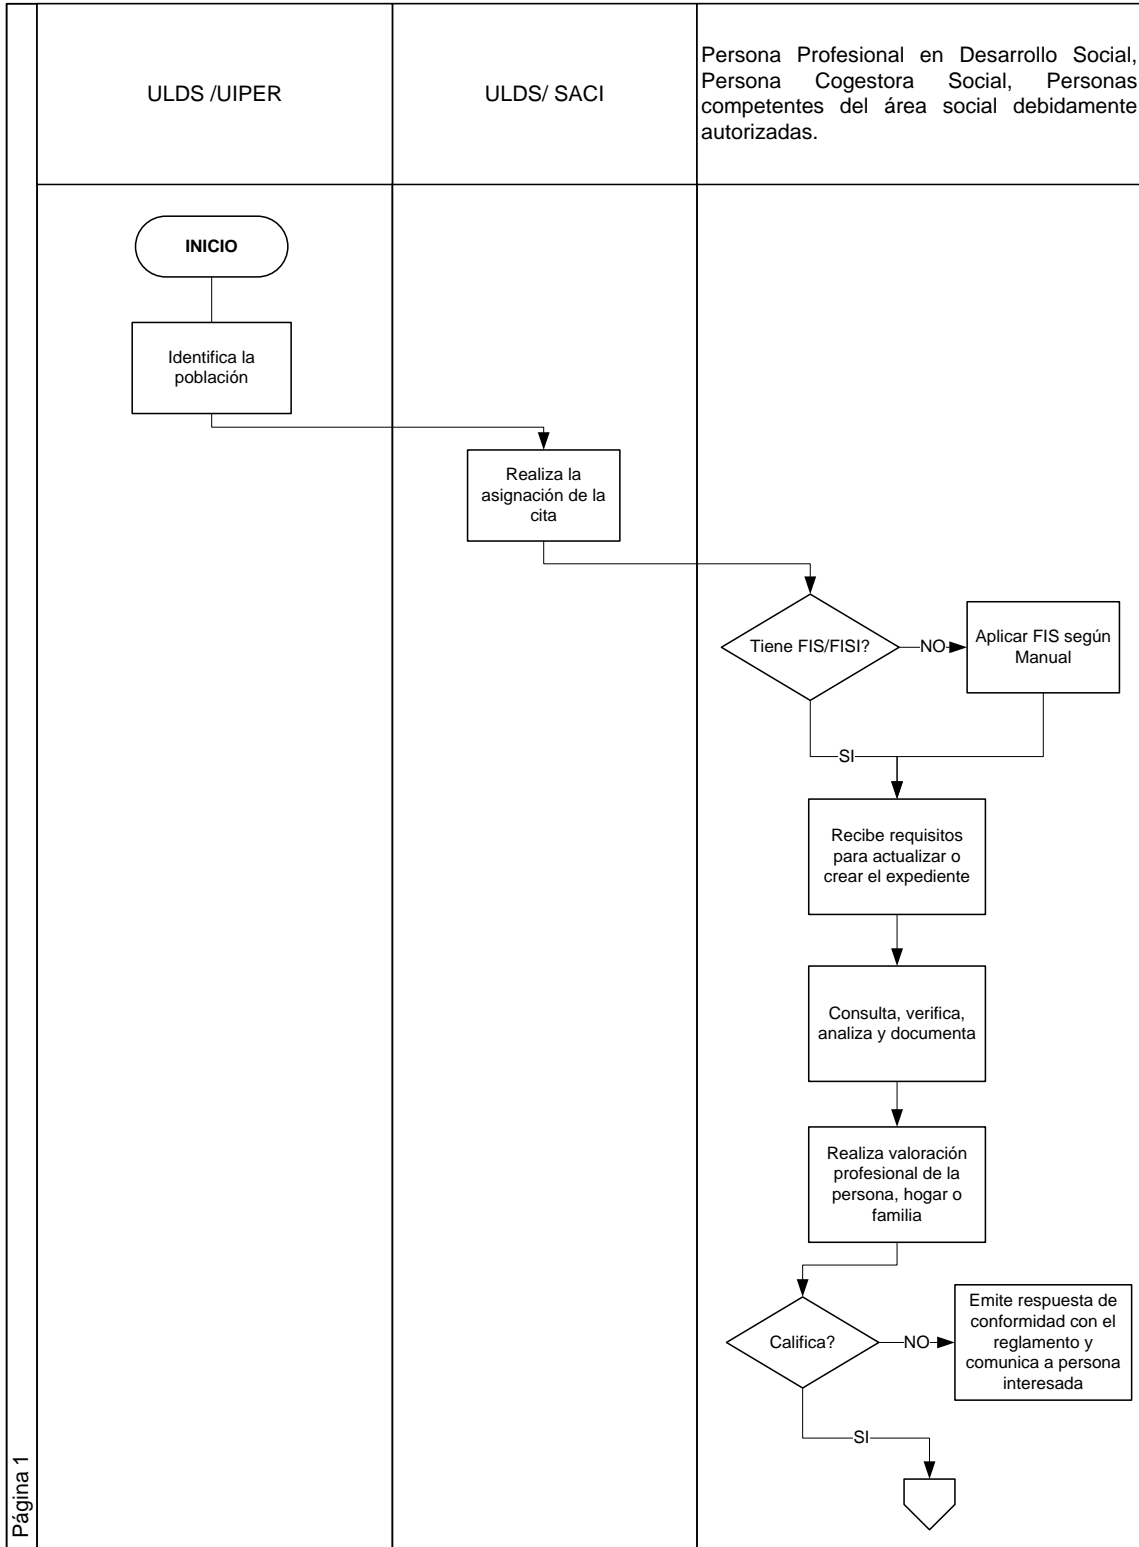 ULDS /UIPER
ULDS/ SACI
Persona Profesional en Desarrollo Social,
Persona Cogestora Social, Personas
competentes del área social debidamente
autorizadas.
INICIO
Identifica la
población
Realiza la
asignación de la
cita
Tiene FIS/FISI?
NO
Aplicar FIS según
Manual
SI
Recibe requisitos
para actualizar o
crear el expediente
Consulta, verifica,
analiza y documenta
Realiza valoración
profesional de la
persona, hogar o
familia
Califica?
NO
Emite respuesta de
conformidad con el
reglamento y
comunica a persona
interesada
SI
Página 1